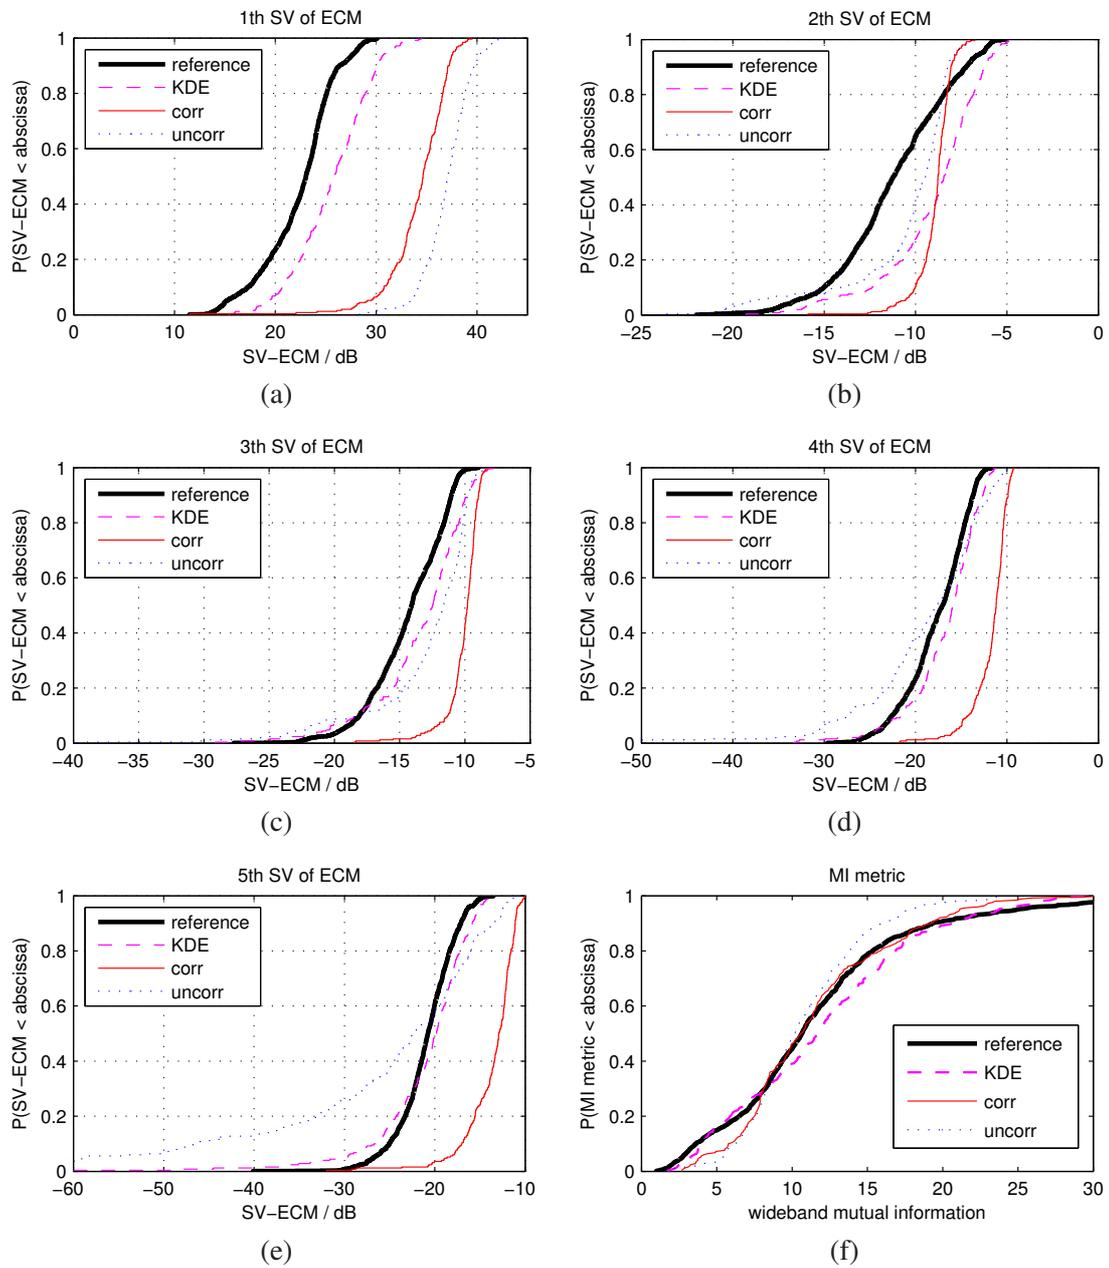 1th SV of ECM
P(SV−ECM < abscissa)
1
0.8
0.6
0.4
0.2
0
reference
KDE
corr
uncorr
0 10 20 30 40
SV−ECM / dB
(a)
2th SV of ECM
P(SV−ECM < abscissa)
1
0.8
0.6
0.4
0.2
0
reference
KDE
corr
uncorr
−25 −20 −15 −10 −5 0
SV−ECM / dB
(b)
3th SV of ECM
P(SV−ECM < abscissa)
1
0.8
0.6
0.4
0.2
0
reference
KDE
corr
uncorr
−40 −35 −30 −25 −20 −15 −10 −5
SV−ECM / dB
(c)
4th SV of ECM
P(SV−ECM < abscissa)
1
0.8
0.6
0.4
0.2
0
reference
KDE
corr
uncorr
−50 −40 −30 −20 −10 0
SV−ECM / dB
(d)
5th SV of ECM
P(SV−ECM < abscissa)
1
0.8
0.6
0.4
0.2
0
reference
KDE
corr
uncorr
−60 −50 −40 −30 −20 −10
SV−ECM / dB
(e)
MI metric
P(MI metric < abscissa)
1
0.8
0.6
0.4
0.2
0
reference
KDE
corr
uncorr
0 5 10 15 20 25 30
wideband mutual information
(f)